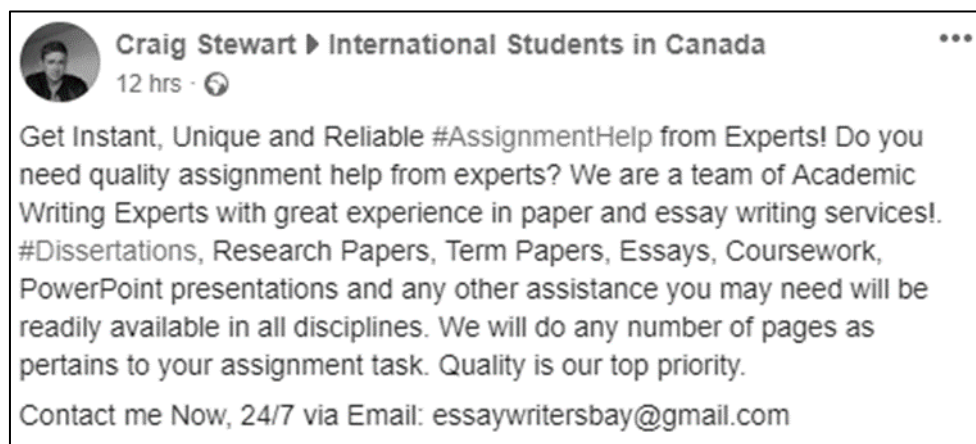 Craig Stewart ▶ International Students in Canada
12 hrs ·
Get Instant, Unique and Reliable #AssignmentHelp from Experts! Do you
need quality assignment help from experts? We are a team of Academic
Writing Experts with great experience in paper and essay writing services!.
#Dissertations, Research Papers, Term Papers, Essays, Coursework,
PowerPoint presentations and any other assistance you may need will be
readily available in all disciplines. We will do any number of pages as
pertains to your assignment task. Quality is our top priority.
Contact me Now, 24/7 via Email: essaywritersbay@gmail.com